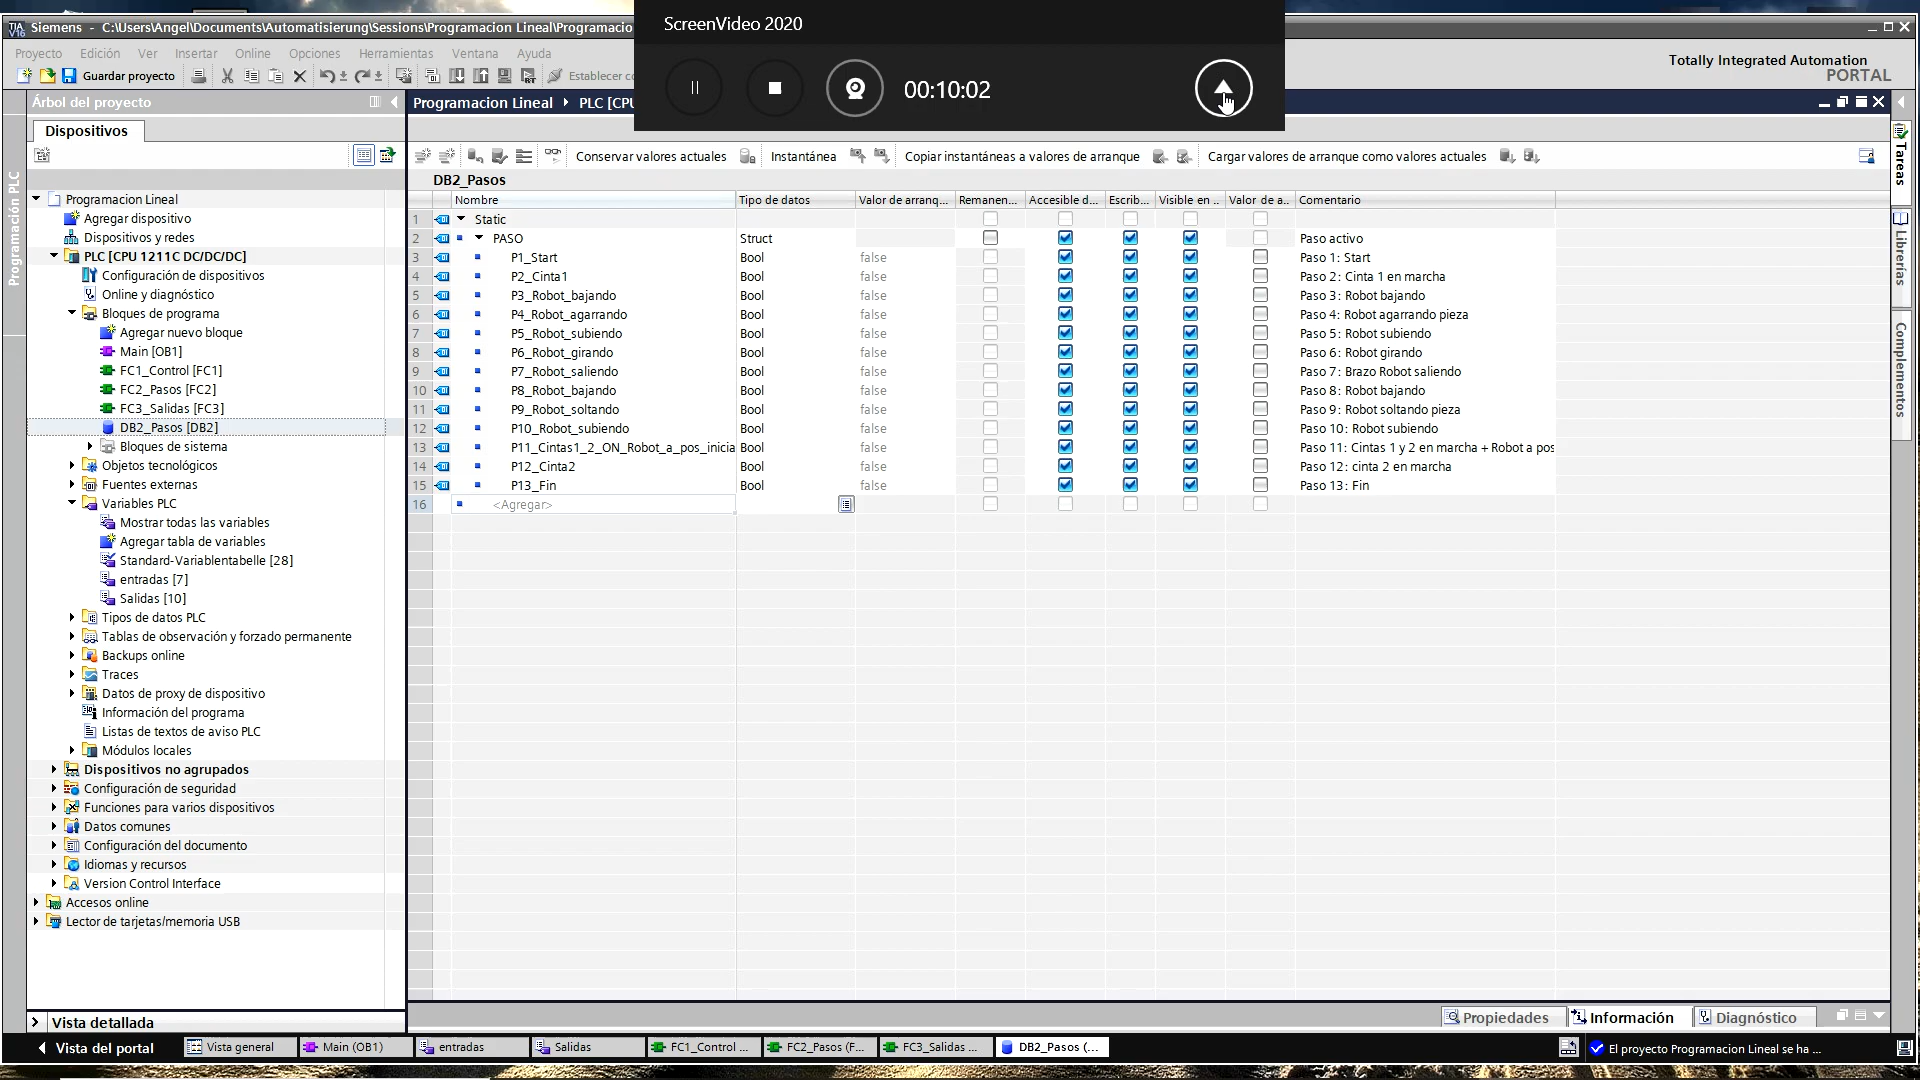 ScreenVideo 2020
00:10:02
Siemens - C:\Users\Angel\Documents\Automatisierung\Sessions\Programacion Lineal\Programacio
Proyecto Edición Ver Insertar Online Opciones Herramientas Ventana Ayuda
Totally Integrated Automation
PORTAL
Guardar proyecto
Establecer co
Árbol del proyecto
Programacion Lineal PLC [CPU
Dispositivos
Programación PLC
Conservar valores actuales Instantánea Copiar instantáneas a valores de arranque Cargar valores de arranque como valores actuales
DB2_Pasos
Nombre Tipo de datos Valor de arranq... Remanen... Accesible d... Escrib... Visible en .. Valor de a.. Comentario
1 Static
2 PASO Struct Paso activo
3 P1_Start Bool false Paso 1: Start
4 P2_Cinta1 Bool false Paso 2: Cinta 1 en marcha
5 P3_Robot_bajando Bool false Paso 3: Robot bajando
6 P4_Robot_agarrando Bool false Paso 4: Robot agarrando pieza
7 P5_Robot_subiendo Bool false Paso 5: Robot subiendo
8 P6_Robot_girando Bool false Paso 6: Robot girando
9 P7_Robot_saliendo Bool false Paso 7: Brazo Robot saliendo
10 P8_Robot_bajando Bool false Paso 8: Robot bajando
11 P9_Robot_soltando Bool false Paso 9: Robot soltando pieza
12 P10_Robot_subiendo Bool false Paso 10: Robot subiendo
13 P11_Cintas1_2_ON_Robot_a_pos_inicia Bool false Paso 11: Cintas 1 y 2 en marcha + Robot a pos
14 P12_Cinta2 Bool false Paso 12: cinta 2 en marcha
15 P13_Fin Bool false Paso 13: Fin
16 <Agregar>
Programacion Lineal
Agregar dispositivo
Dispositivos y redes
PLC [CPU 1211C DC/DC/DC]
Configuración de dispositivos
Online y diagnóstico
Bloques de programa
Agregar nuevo bloque
Main [OB1]
FC1_Control [FC1]
FC2_Pasos [FC2]
FC3_Salidas [FC3]
DB2_Pasos [DB2]
Bloques de sistema
Objetos tecnológicos
Fuentes externas
Variables PLC
Mostrar todas las variables
Agregar tabla de variables
Standard-Variablentabelle [28]
entradas [7]
Salidas [10]
Tipos de datos PLC
Tablas de observación y forzado permanente
Backups online
Traces
Datos de proxy de dispositivo
Información del programa
Listas de textos de aviso PLC
Módulos locales
Dispositivos no agrupados
Configuración de seguridad
Funciones para varios dispositivos
Datos comunes
Configuración del documento
Idiomas y recursos
Version Control Interface
Accesos online
Lector de tarjetas/memoria USB
Tareas
Librerías
Complementos
Vista detallada
Propiedades Información Diagnóstico
Vista del portal Vista general Main (OB1) entradas Salidas FC1_Control ... FC2_Pasos (F... FC3_Salidas ... DB2_Pasos (... El proyecto Programacion Lineal se ha ...